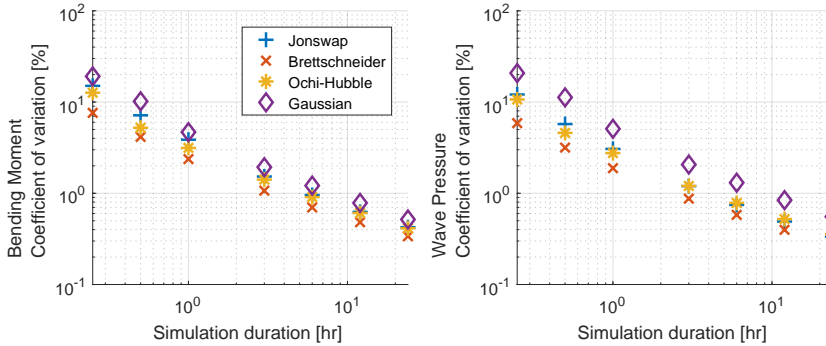 Bending Moment
Coefficient of variation [%]
10^2
10^1
10^0
10^-1
10^0
10^1
Simulation duration [hr]
Jonswap
Brettschneider
Ochi-Hubble
Gaussian
Wave Pressure
Coefficient of variation [%]
10^2
10^1
10^0
10^-1
10^0
10^1
Simulation duration [hr]